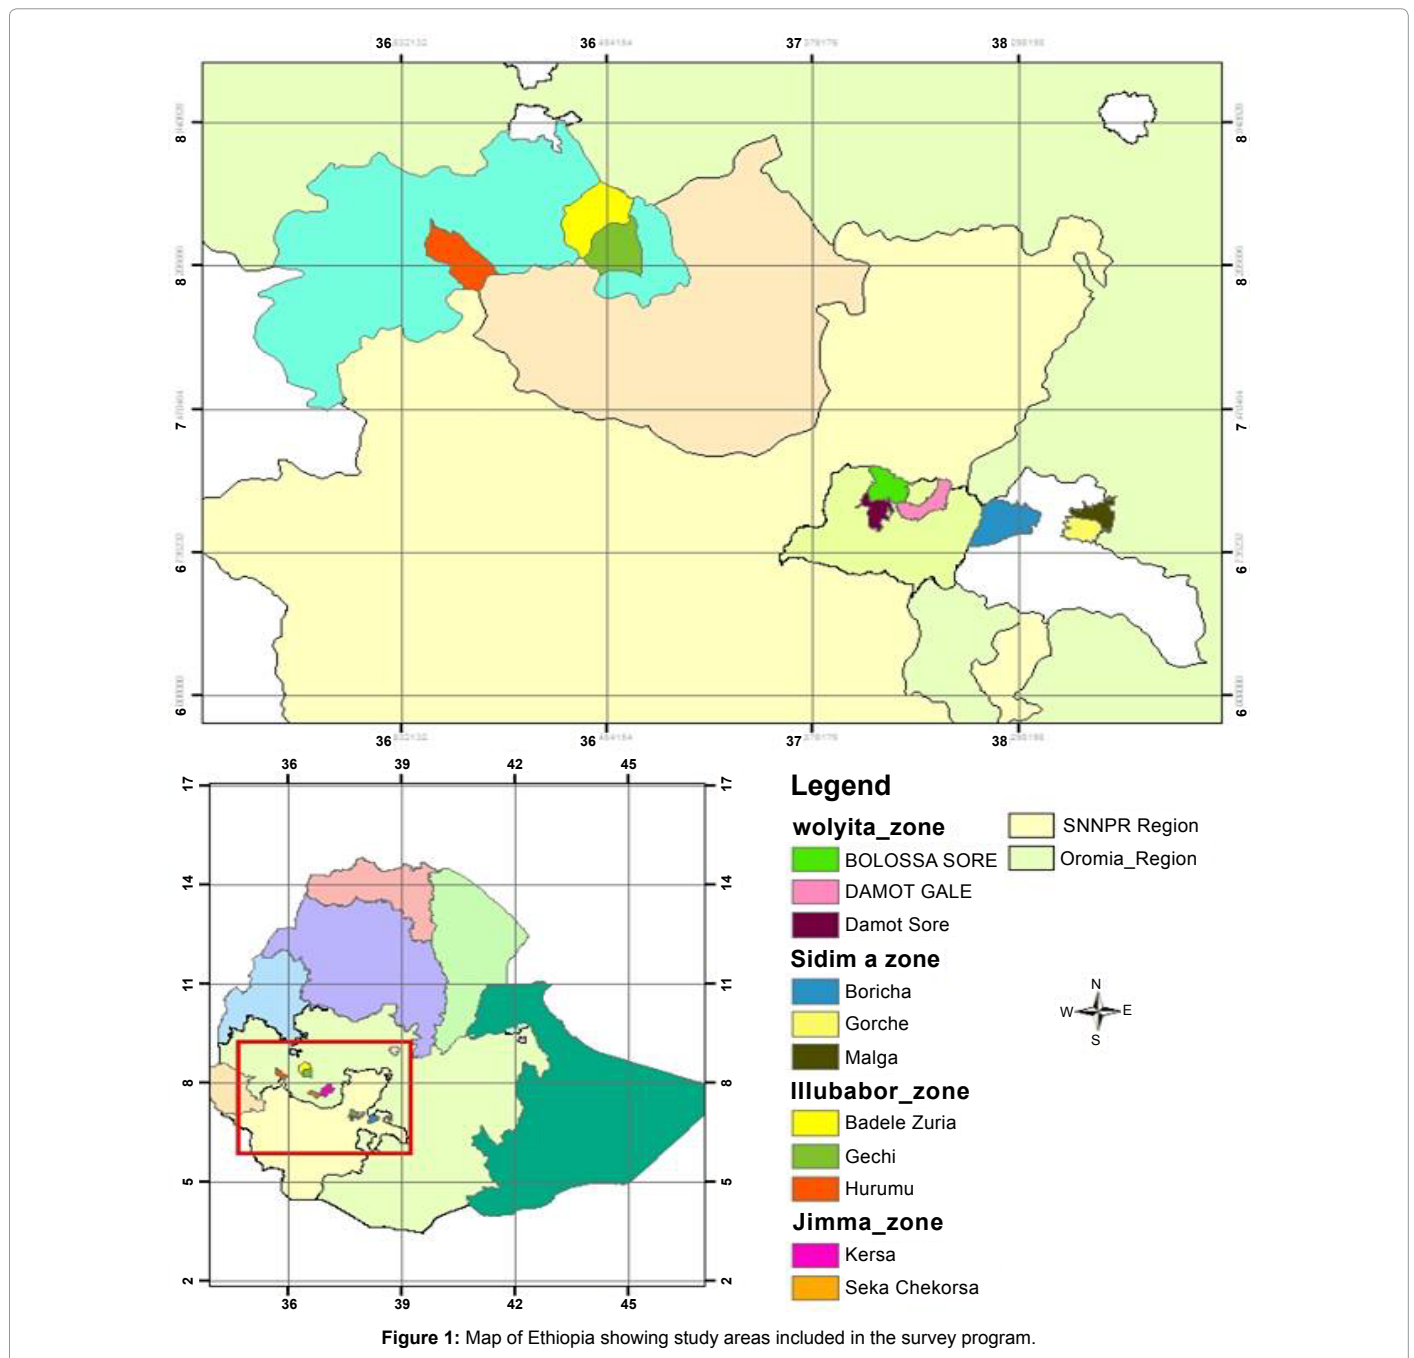 36 36 37 38
8 8
8 8
7 7
6 6
6 6
36 36 37 38
36 39 42 45
17 17
14 14
11 11
8 8
5 5
2 2
36 39 42 45
Legend
wolyita_zone
SNNPR Region
BOLOSSA SORE
Oromia_Region
DAMOT GALE
Damot Sore
Sidim a zone
Boricha
Gorche
Malga
N
W E
S
Illubabor_zone
Badele Zuria
Gechi
Hurumu
Jimma_zone
Kersa
Seka Chekorsa
Figure 1: Map of Ethiopia showing study areas included in the survey program.